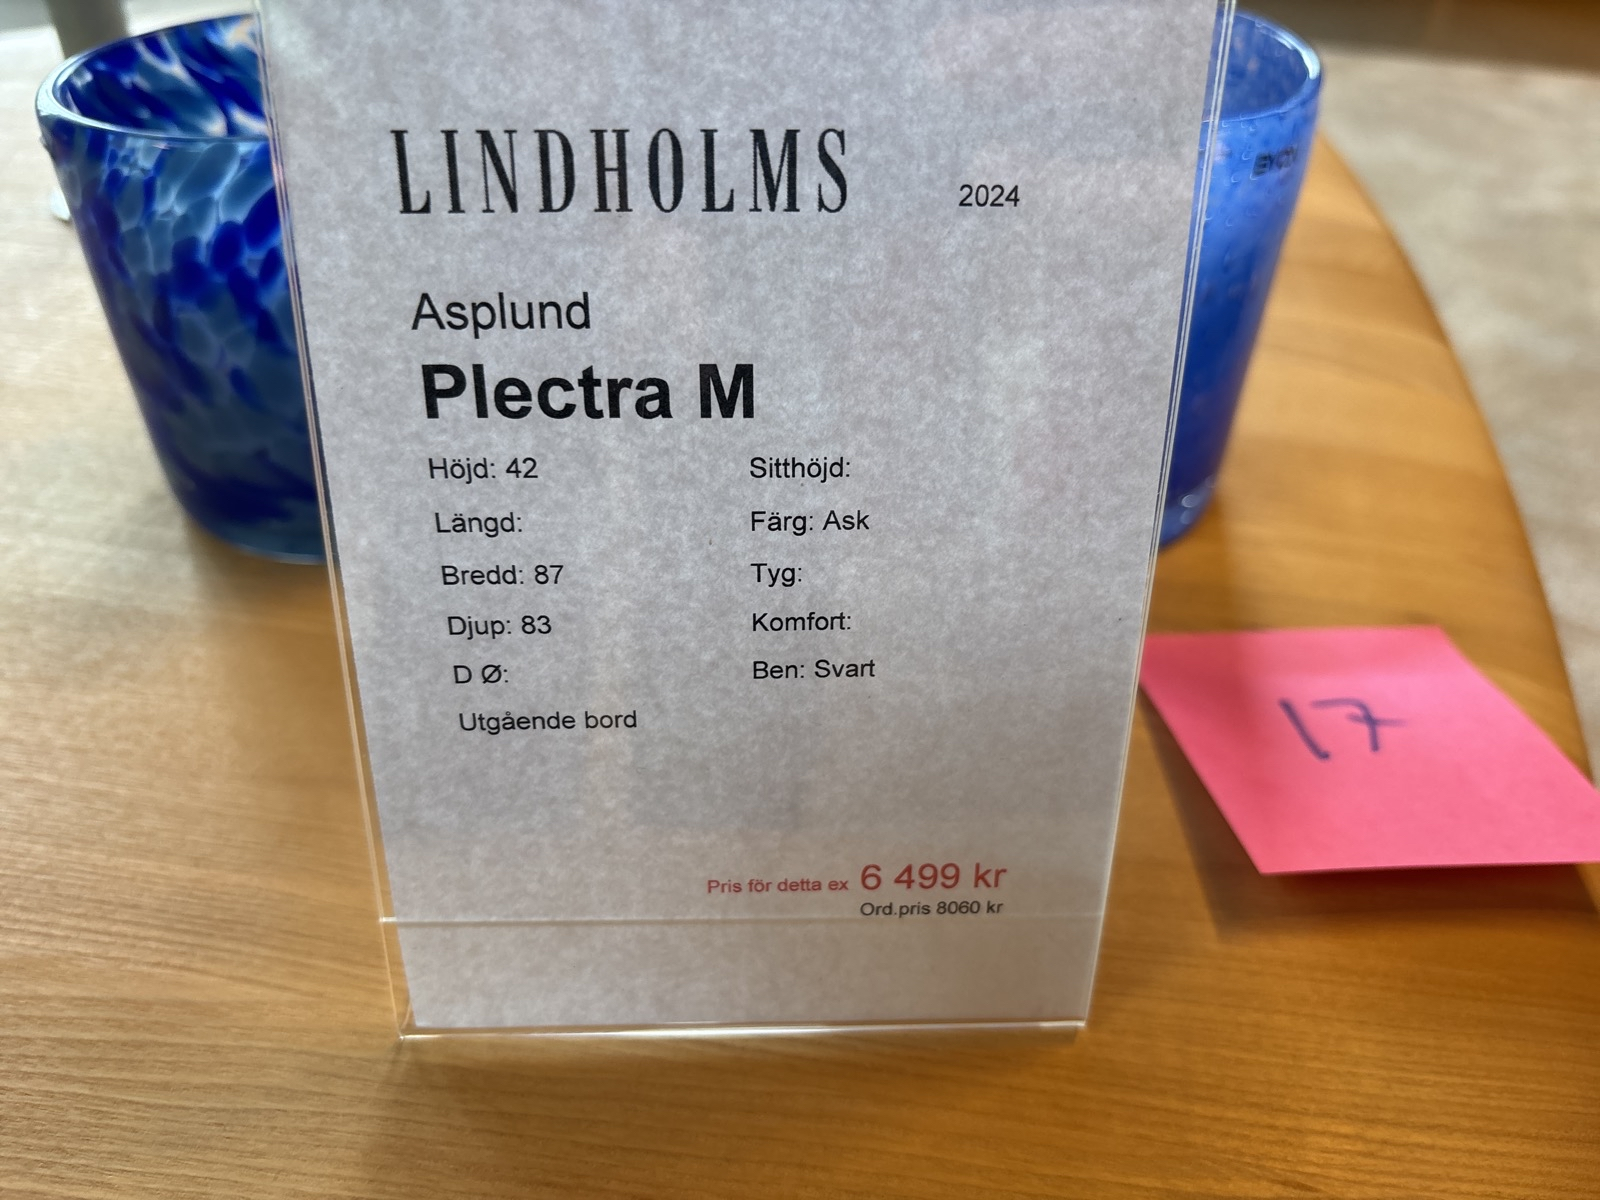 LINDHOLMS
2024
Asplund
Plectra M
Höjd: 42
Sitthöjd:
Längd:
Färg: Ask
Bredd: 87
Tyg:
Djup: 83
Komfort:
D Ø:
Ben: Svart
Utgående bord
17
Pris för detta ex 6 499 kr
Ord.pris 8060 kr